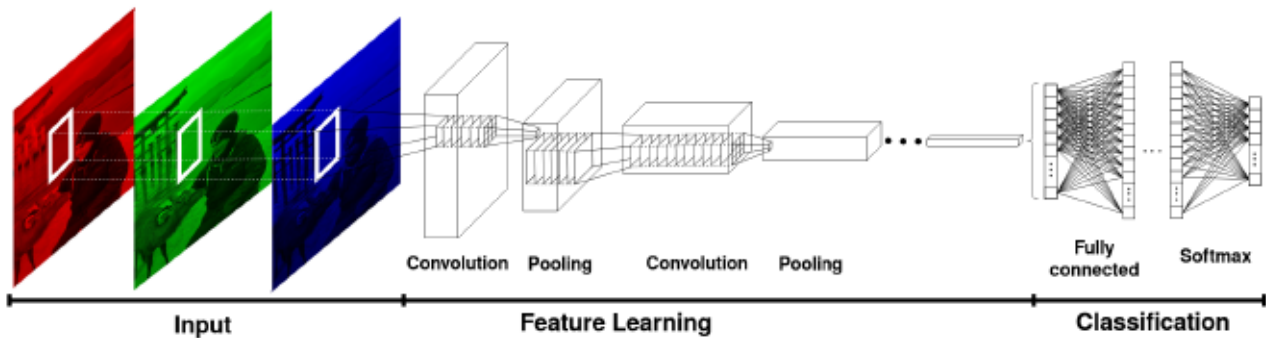 Convolution
Pooling
Convolution
Pooling
Fully
connected
Softmax
Input
Feature Learning
Classification